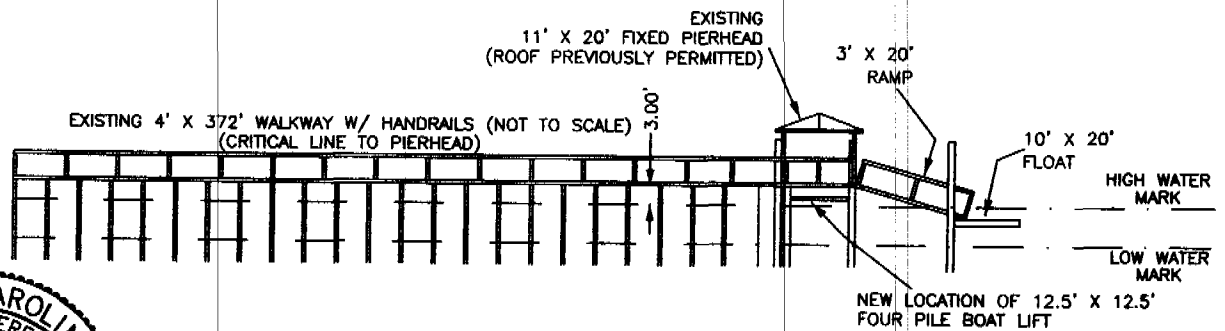 EXISTING
11' X 20' FIXED PIERHEAD
(ROOF PREVIOUSLY PERMITTED)
3' X 20'
RAMP
EXISTING 4' X 372' WALKWAY W/ HANDRAILS (NOT TO SCALE)
(CRITICAL LINE TO PIERHEAD)
3.00'
10' X 20'
FLOAT
HIGH WATER
MARK
LOW WATER
MARK
NEW LOCATION OF 12.5' X 12.5'
FOUR PILE BOAT LIFT